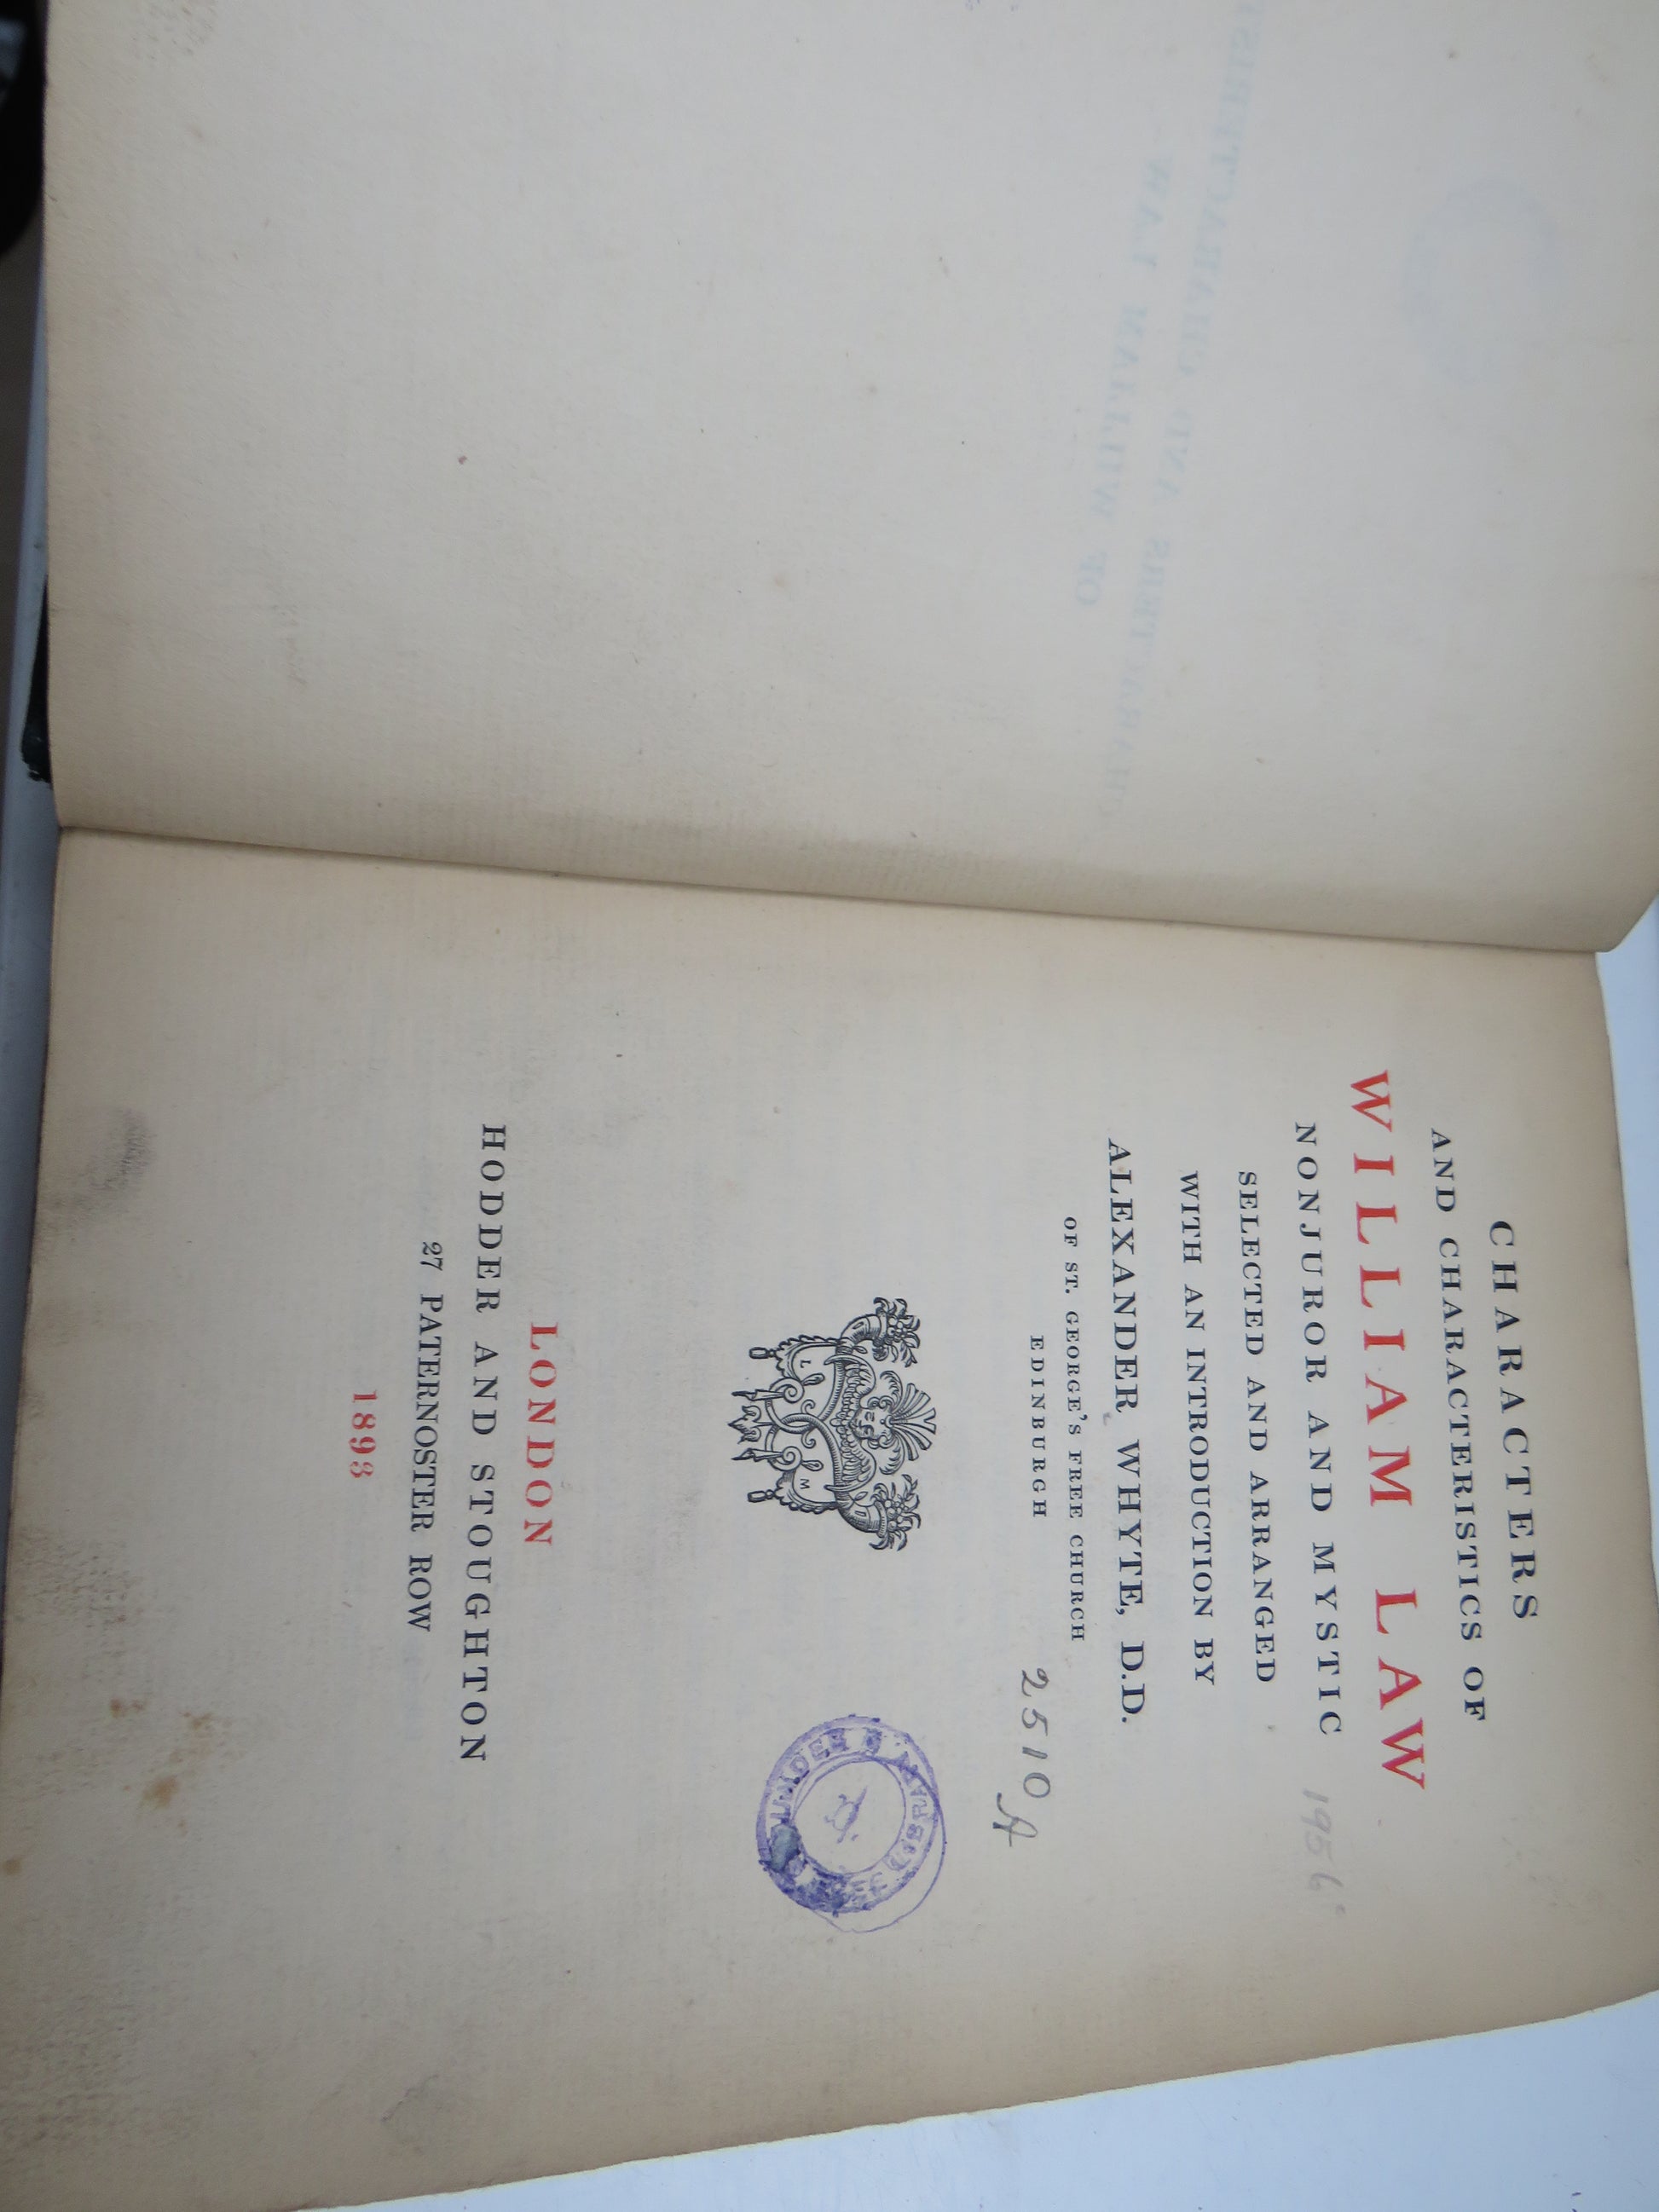 CHARACTERS
AND CHARACTERISTICS OF
WILLIAM LAW
NONJUROR AND MYSTIC
SELECTED AND ARRANGED
WITH AN INTRODUCTION BY
ALEXANDER WHYTE, D.D.
OF ST. GEORGE'S FREE CHURCH
EDINBURGH
1956
2510A
L M
LONDON
HODDER AND STOUGHTON
27 PATERNOSTER ROW
1893